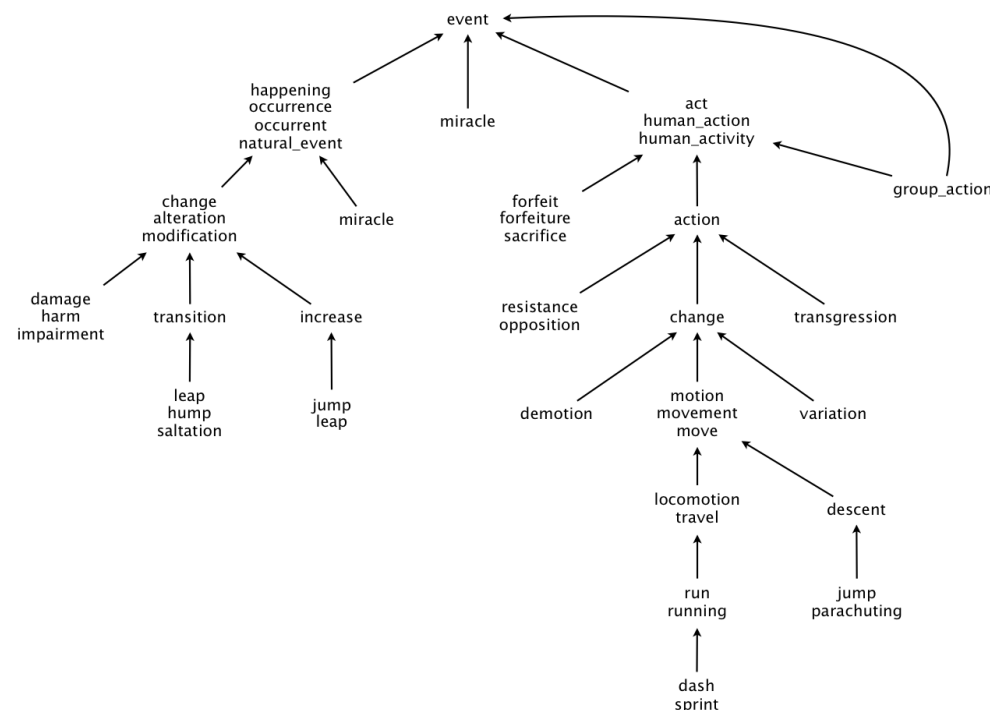 event
happening
occurrence
occurrent
natural_event
miracle
act
human_action
human_activity
group_action
change
alteration
modification
miracle
forfeit
forfeiture
sacrifice
action
damage
harm
impairment
transition
increase
resistance
opposition
change
transgression
leap
hump
saltation
jump
leap
demotion
motion
movement
move
variation
locomotion
travel
descent
run
running
jump
parachuting
dash
sprint